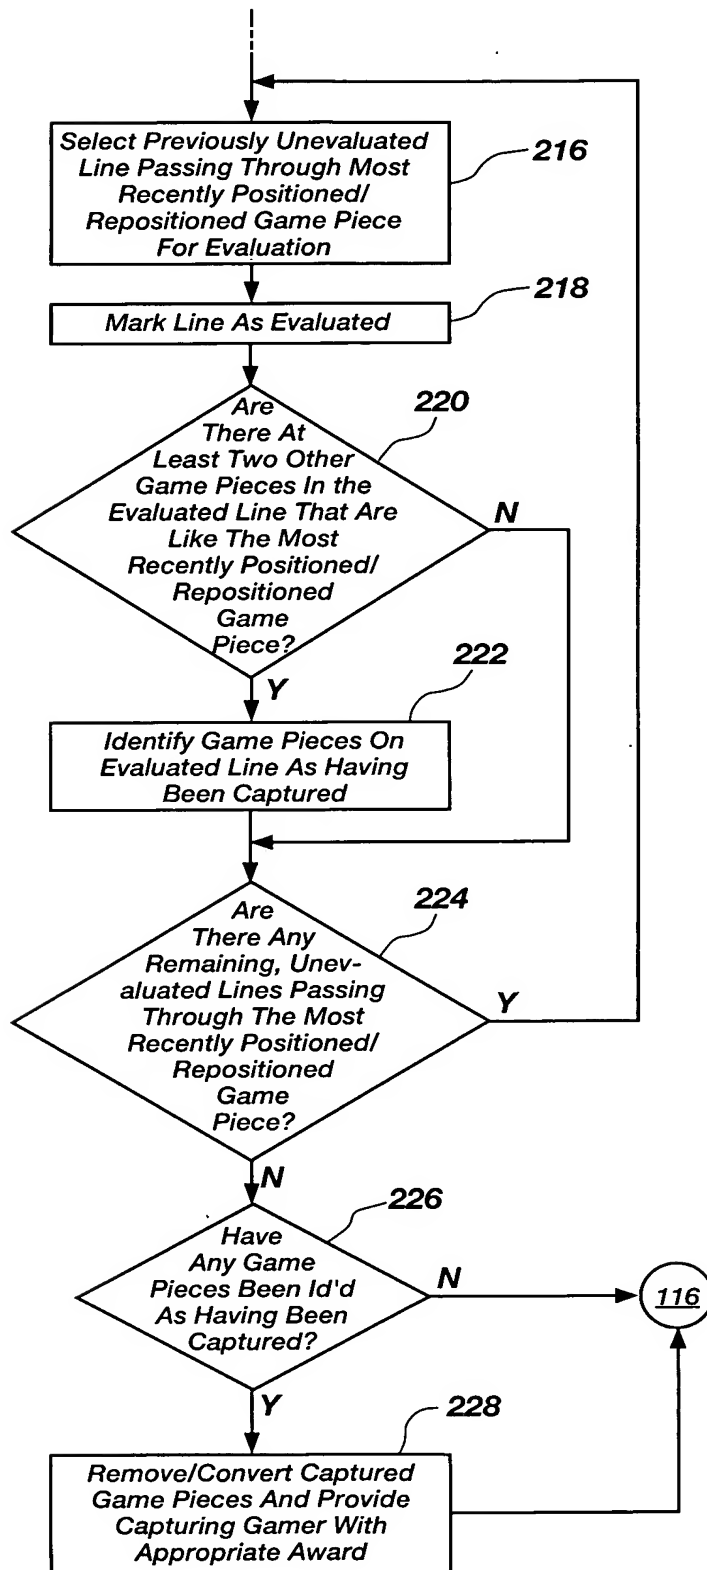 Select Previously Unevaluated
Line Passing Through Most
Recently Positioned/
Repositioned Game Piece
For Evaluation
216
218
Mark Line As Evaluated
220
Are
There At
Least Two Other
Game Pieces In the
Evaluated Line That Are
Like The Most
Recently Positioned/
Repositioned
Game
Piece?
N
Y
222
Identify Game Pieces On
Evaluated Line As Having
Been Captured
224
Are
There Any
Remaining, Unev-
aluated Lines Passing
Through The Most
Recently Positioned/
Repositioned
Game
Piece?
Y
N
226
Have
Any Game
Pieces Been Id'd
As Having Been
Captured?
N
116
Y
228
Remove/Convert Captured
Game Pieces And Provide
Capturing Gamer With
Appropriate Award